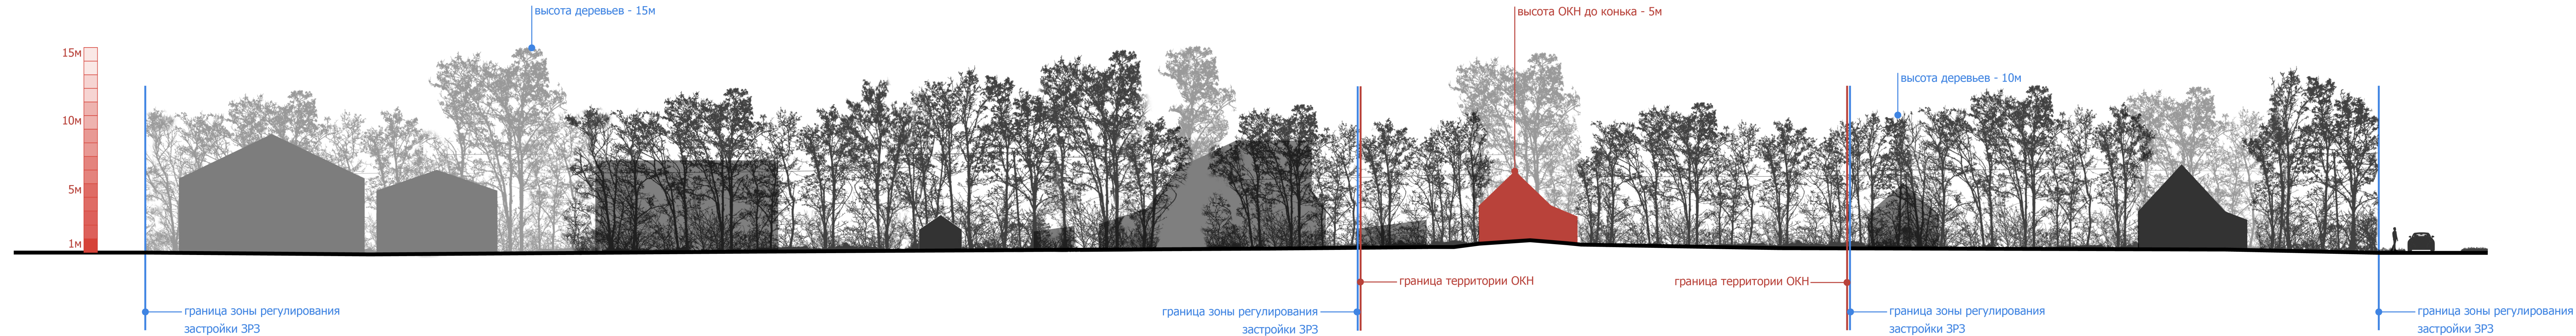 высота деревьев - 15м
высота ОКН до конька - 5м
15м
10м
5м
1м
высота деревьев - 10м
граница территории ОКН
граница территории ОКН
граница зоны регулирования
застройки ЗРЗ
граница зоны регулирования
застройки ЗРЗ
граница зоны регулирования
застройки ЗРЗ
граница зоны регулирования
застройки ЗРЗ